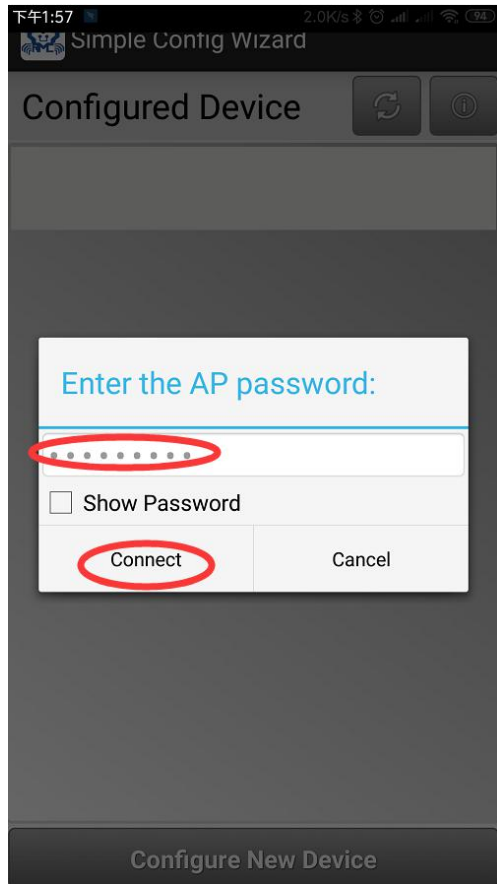 下午1:57 2.0K/s 94
Simple Config Wizard
Configured Device
Enter the AP password:
•••••••••
Show Password
Connect Cancel
Configure New Device